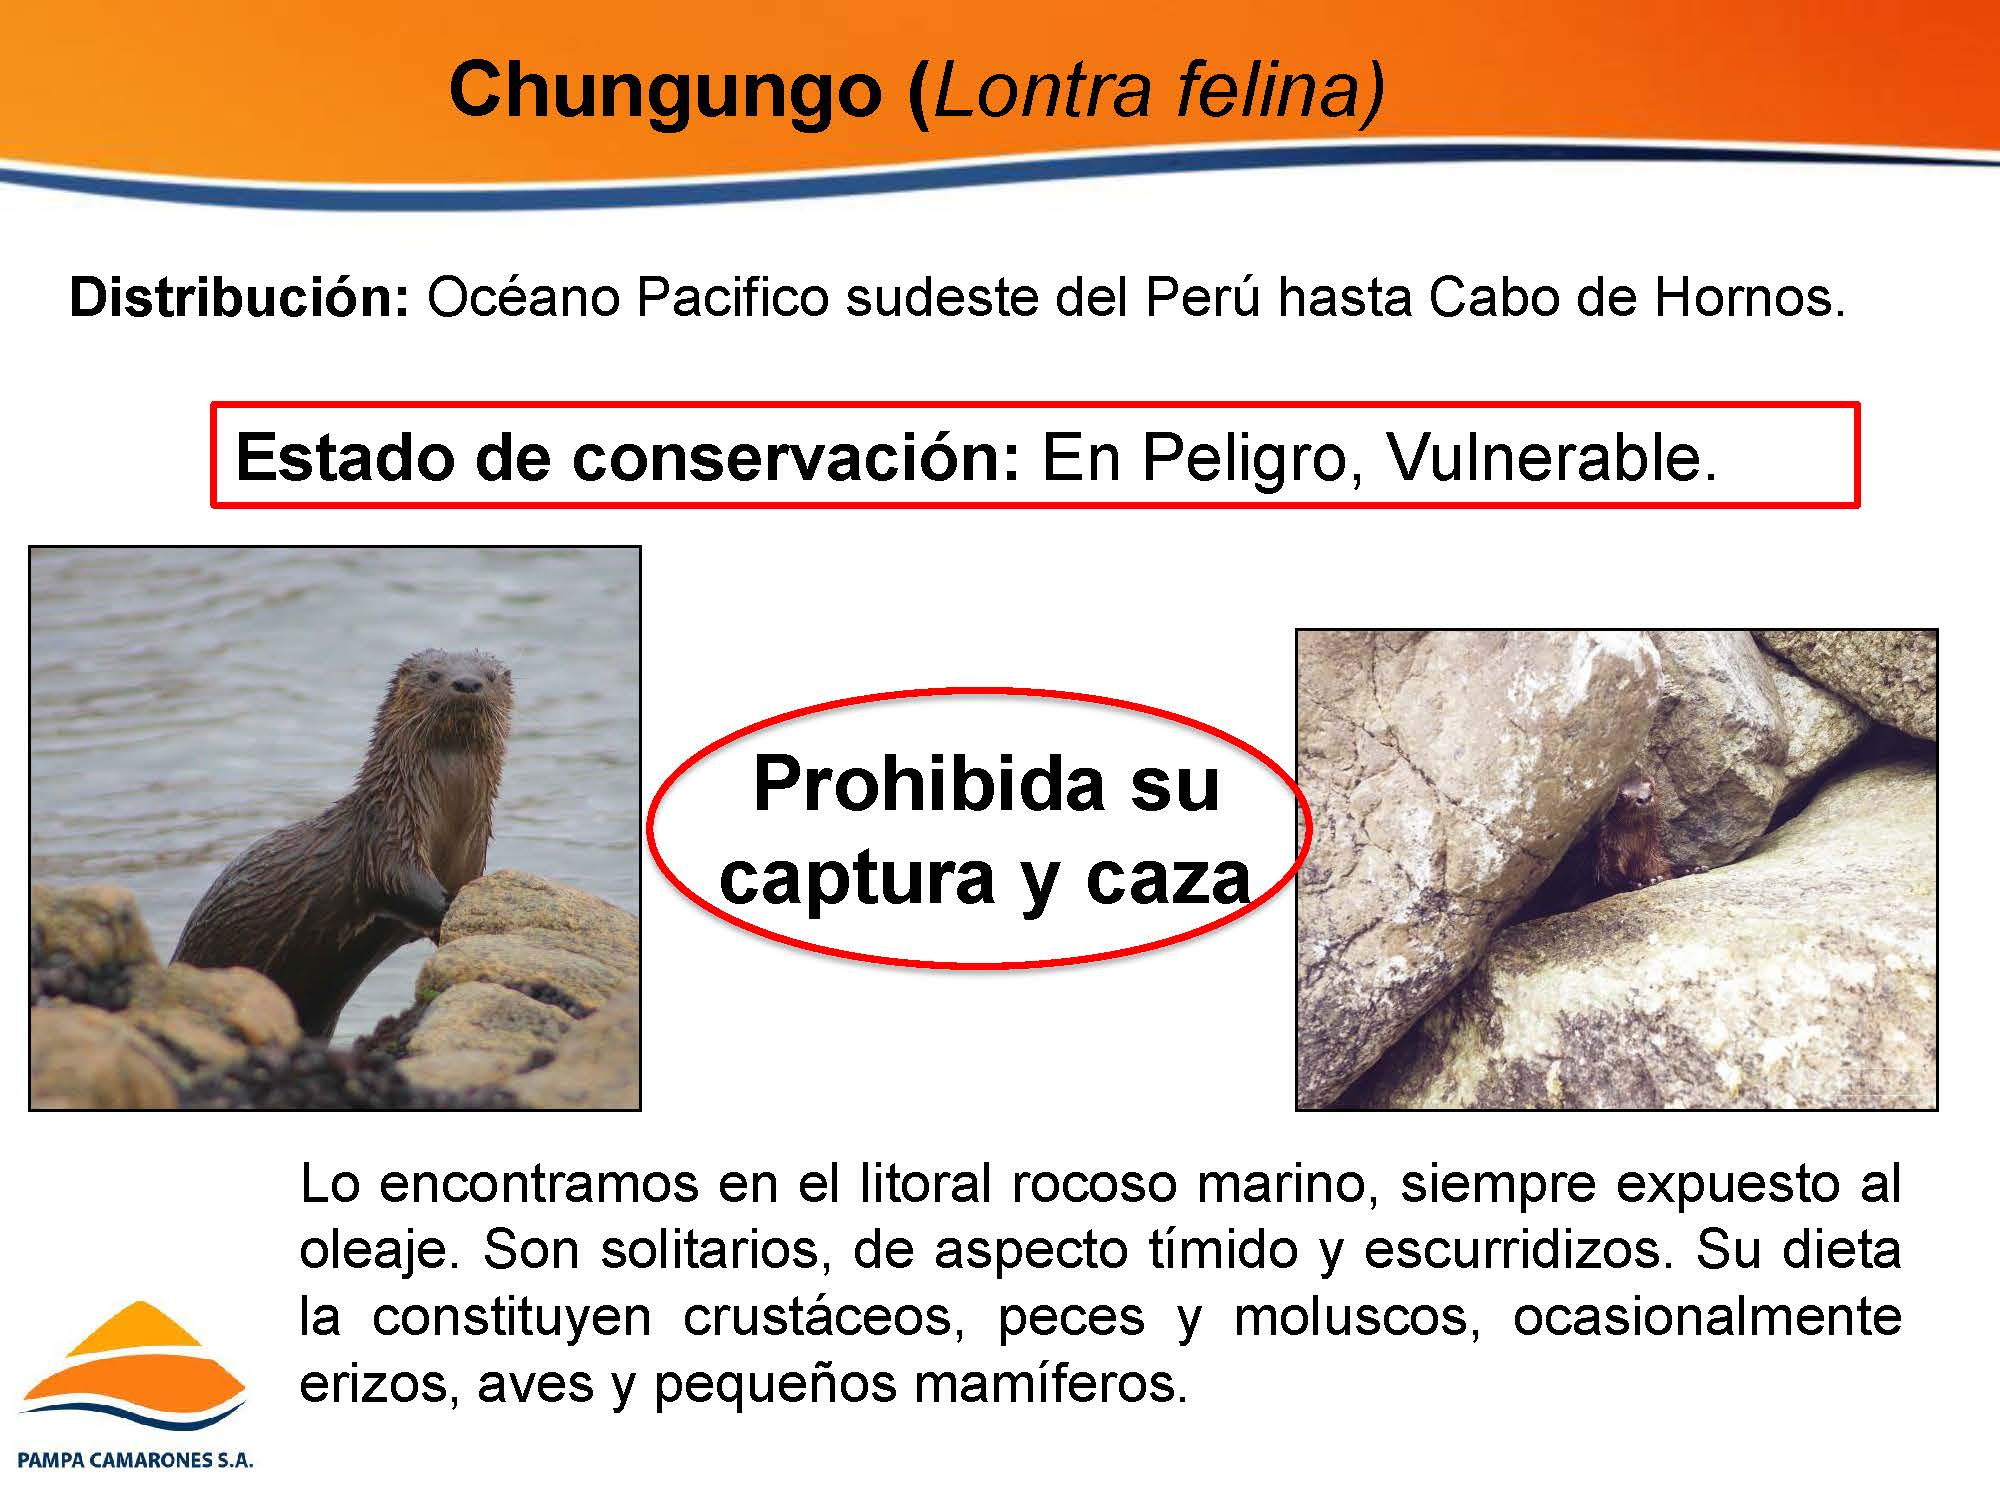 Chungungo (Lontra felina)
Distribución: Océano Pacifico sudeste del Perú hasta Cabo de Hornos.
Estado de conservación: En Peligro, Vulnerable.
Prohibida su
captura y caza
Lo encontramos en el litoral rocoso marino, siempre expuesto al
oleaje. Son solitarios, de aspecto tímido y escurridizos. Su dieta
la constituyen crustáceos, peces y moluscos, ocasionalmente
erizos, aves y pequeños mamíferos.
PAMPA CAMARONES S.A.